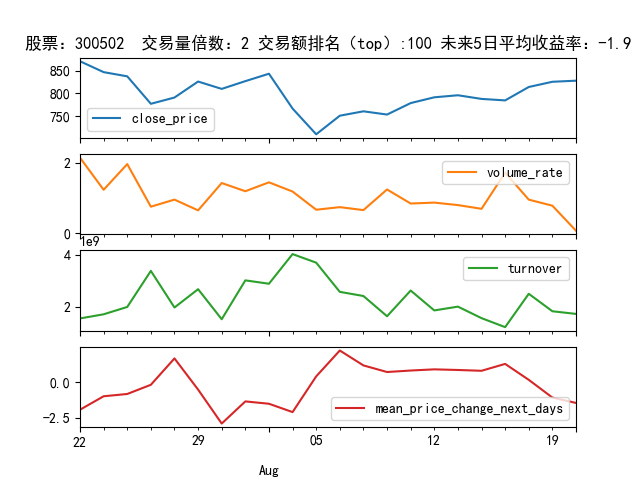 股票：300502 交易量倍数：2 交易额排名（top）:100 未来5日平均收益率：-1.9
850
800
750
close_price
2
0
volume_rate
1e9
4
2
turnover
0.0
-2.5
mean_price_change_next_days
22 29 05 12 19
Aug